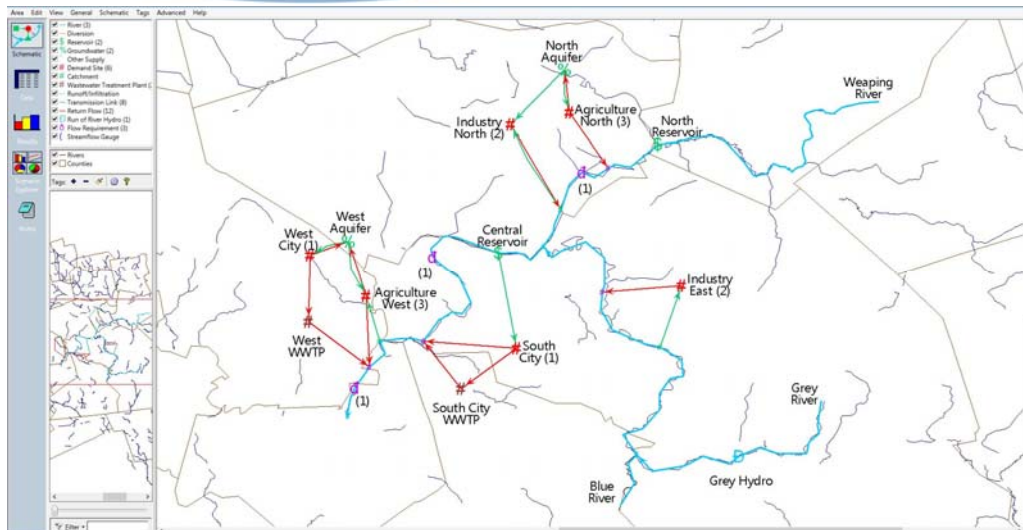 Area Edit View General Schematic Tags Advanced Help
Schematic
Data
Results
Scenario Explorer
Notes
River (3)
Diversion
Reservoir (2)
Groundwater (2)
Other Supply
Demand Site (6)
Catchment
Wastewater Treatment Plant (
Runoff/Infiltration
Transmission Link (8)
Return Flow (12)
Run of River Hydro (1)
Flow Requirement (3)
Streamflow Gauge
Rivers
Counties
Tags:
Filter
North
Aquifer
Weaping
River
Industry
North (2)
Agriculture
North (3)
North
Reservoir
(1)
West
City (1)
West
Aquifer
Central
Reservoir
(1)
Agriculture
West (3)
Industry
East (2)
West
WWTP
South
City (1)
(1)
South City
WWTP
Grey
River
Blue
River
Grey Hydro